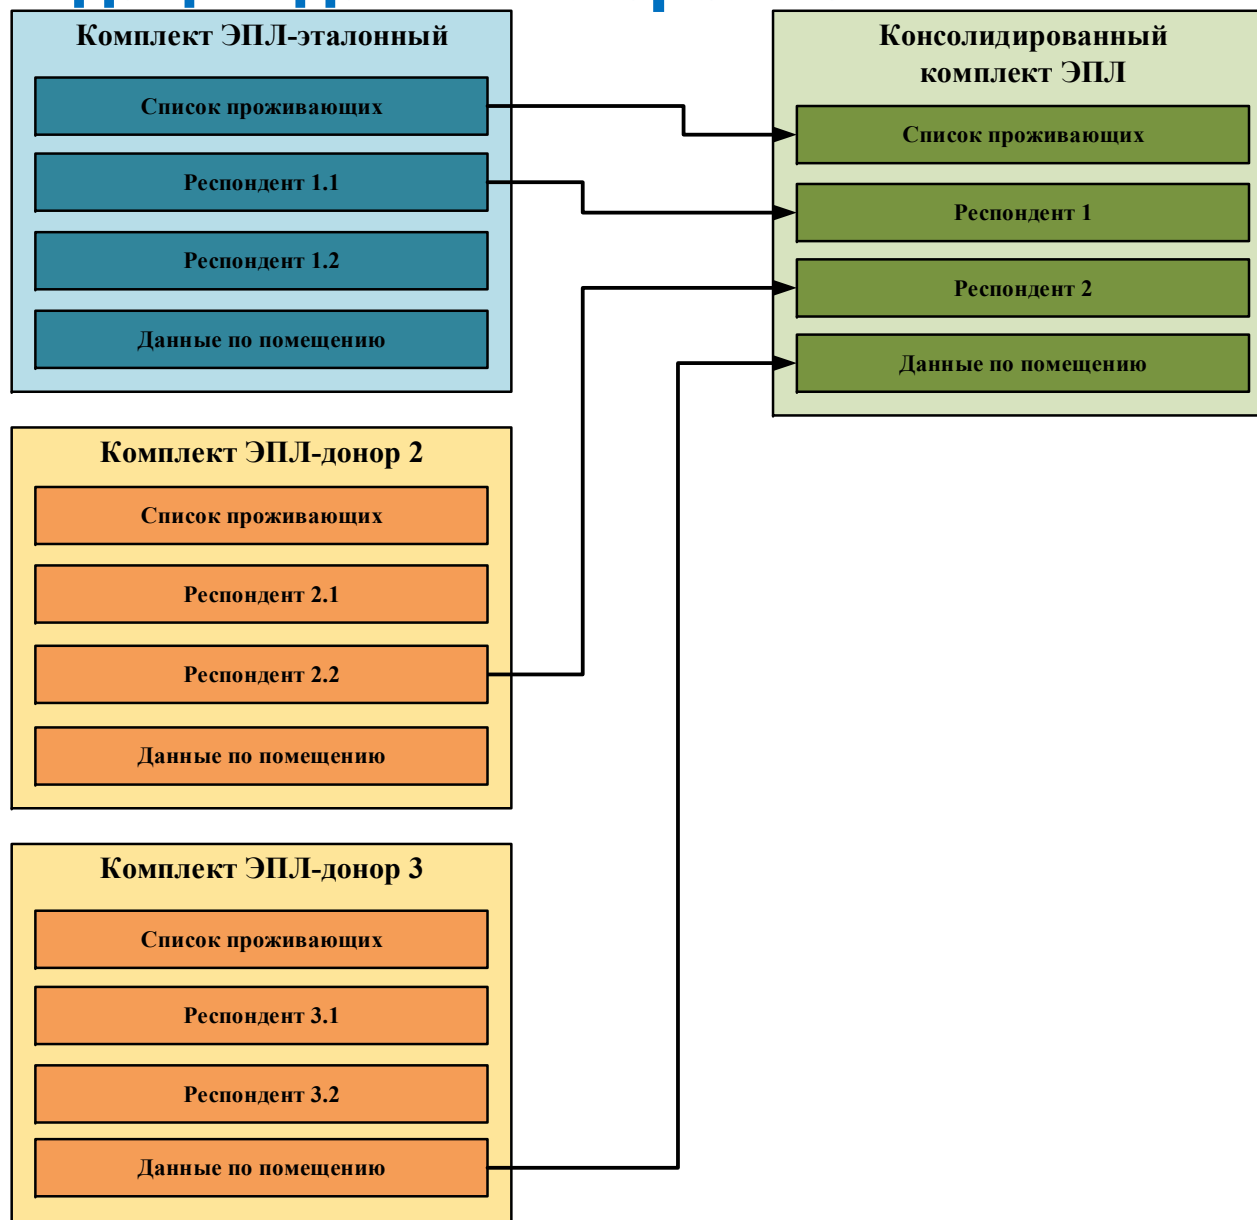 Комплект ЭПЛ-эталонный
Список проживающих
Респондент 1.1
Респондент 1.2
Данные по помещению
Консолидированный
комплект ЭПЛ
Список проживающих
Респондент 1
Респондент 2
Данные по помещению
Комплект ЭПЛ-донор 2
Список проживающих
Респондент 2.1
Респондент 2.2
Данные по помещению
Комплект ЭПЛ-донор 3
Список проживающих
Респондент 3.1
Респондент 3.2
Данные по помещению